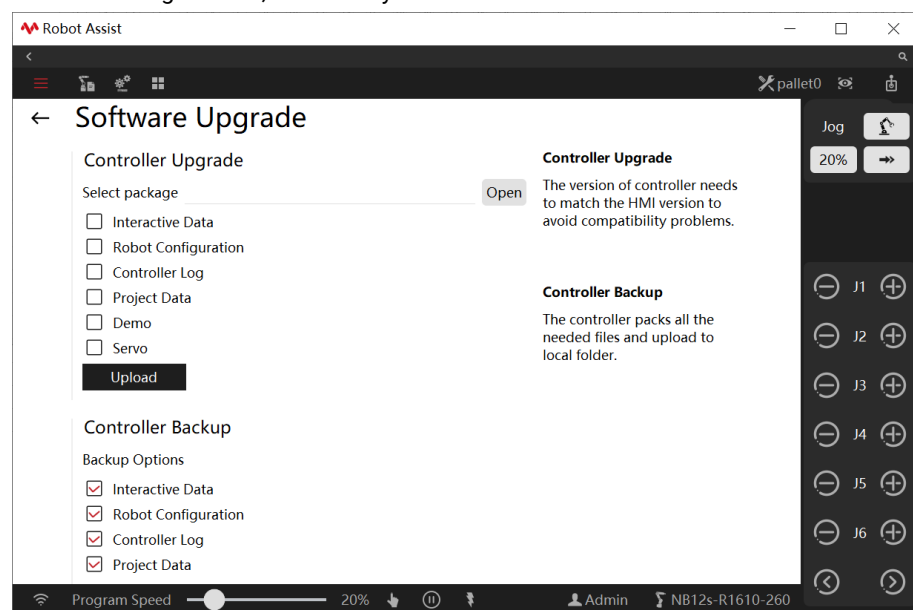 Robot Assist
pallet0
Software Upgrade
Controller Upgrade
Select package
Open
Interactive Data
Robot Configuration
Controller Log
Project Data
Demo
Servo
Upload
Controller Backup
Backup Options
Interactive Data
Robot Configuration
Controller Log
Project Data
Controller Upgrade
The version of controller needs
to match the HMI version to
avoid compatibility problems.
Controller Backup
The controller packs all the
needed files and upload to
local folder.
Jog
20%
J1
J2
J3
J4
J5
J6
Program Speed
20%
Admin
NB12s-R1610-260